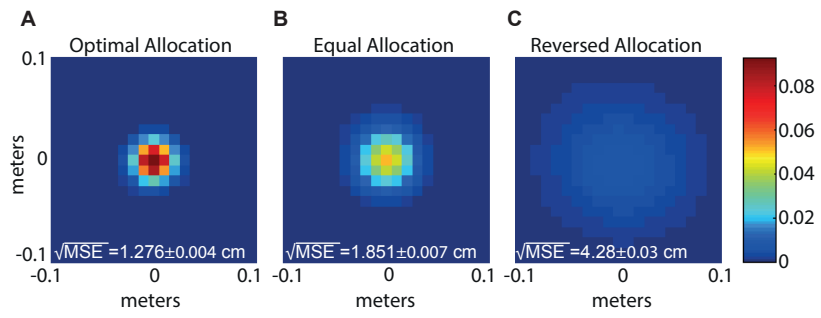 A
B
C
Optimal Allocation
Equal Allocation
Reversed Allocation
0.1
0
-0.1
meters
√MSE=1.276±0.004 cm
√MSE=1.851±0.007 cm
√MSE=4.28±0.03 cm
-0.1 0 0.1
-0.1 0 0.1
-0.1 0 0.1
meters
meters
meters
0.08
0.06
0.04
0.02
0